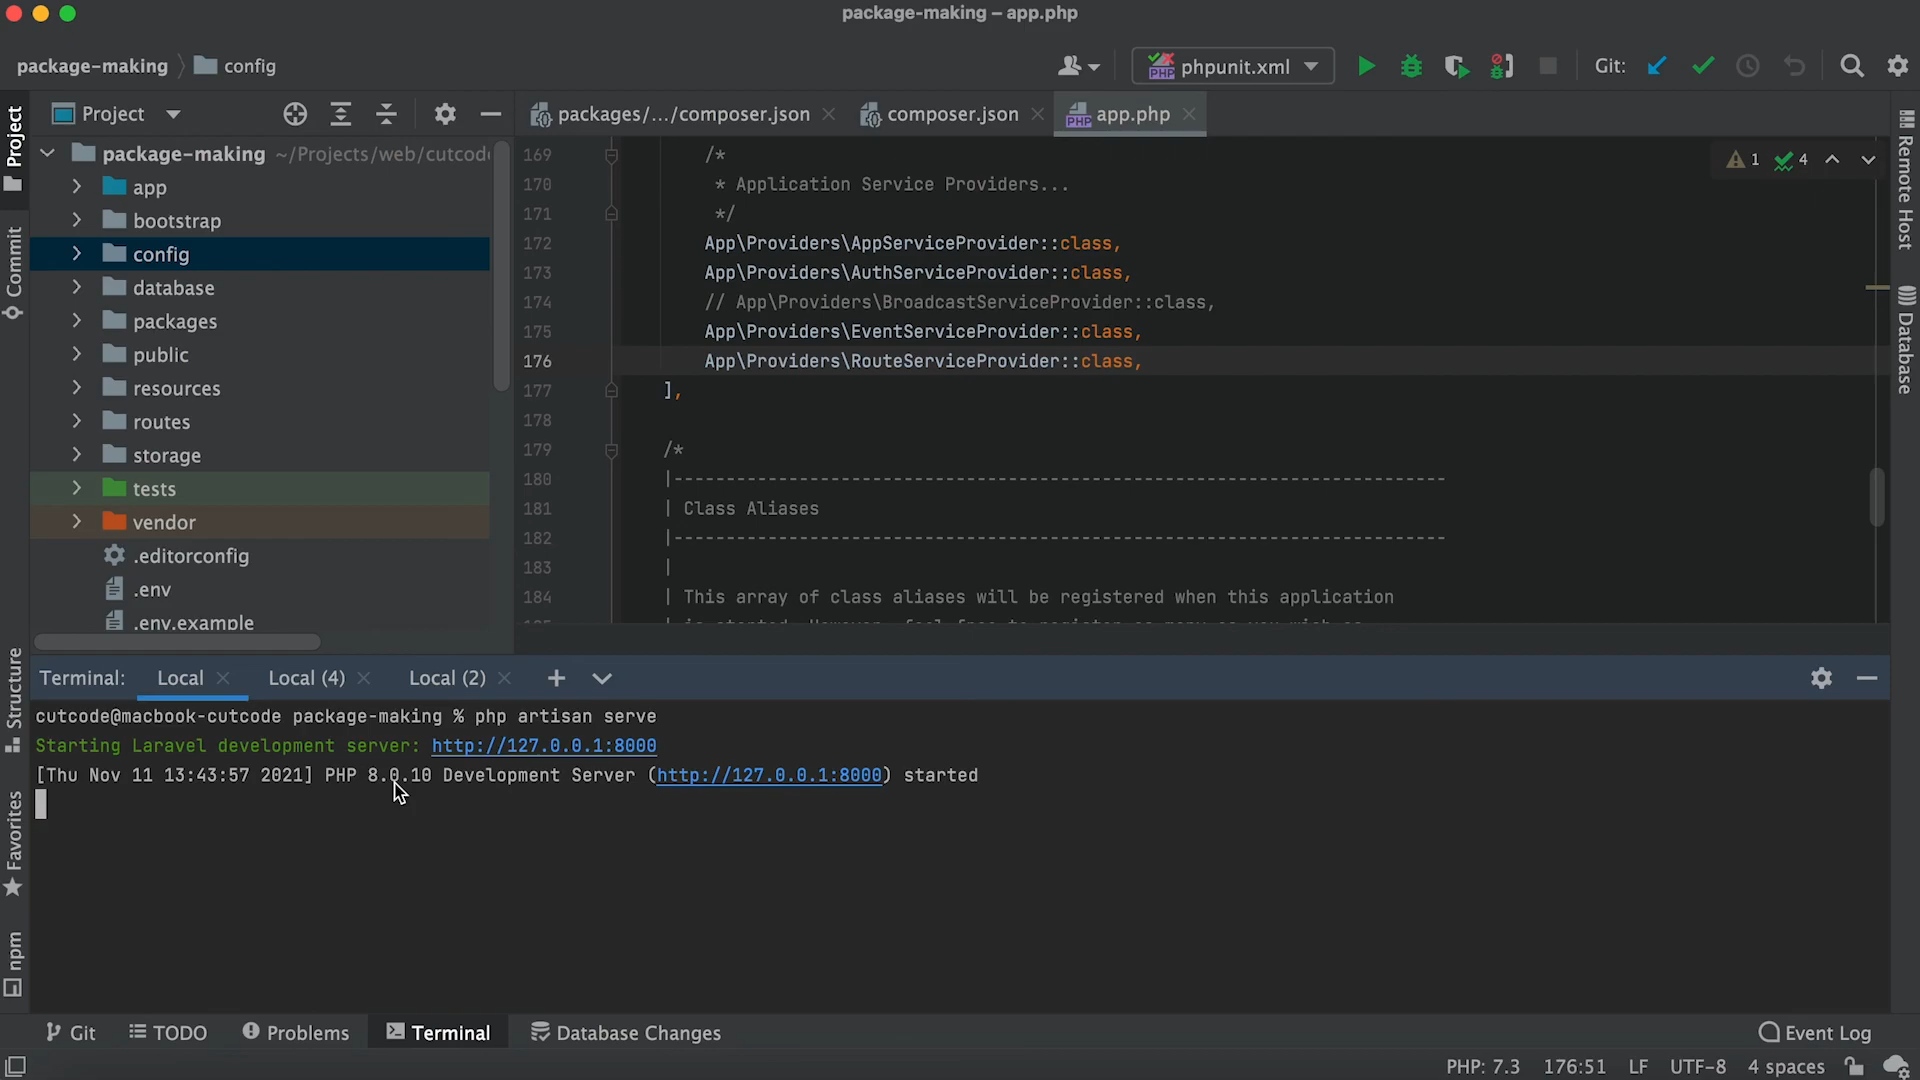 package-making – app.php
package-making
config
phpunit.xml
Git:
Project
packages/.../composer.json
composer.json
app.php
Project
Commit
Structure
Favorites
npm
Remote Host
Database
package-making ~/Projects/web/cutcod
app
bootstrap
config
database
packages
public
resources
routes
storage
tests
vendor
.editorconfig
.env
.env.example
1 4
169 /*
170 * Application Service Providers...
171 */
172 App\Providers\AppServiceProvider::class,
173 App\Providers\AuthServiceProvider::class,
174 // App\Providers\BroadcastServiceProvider::class,
175 App\Providers\EventServiceProvider::class,
176 App\Providers\RouteServiceProvider::class,
177 ],
178
179 /*
180 |--------------------------------------------------------------------------
181 | Class Aliases
182 |--------------------------------------------------------------------------
183 |
184 | This array of class aliases will be registered when this application
Terminal: Local Local (4) Local (2)
cutcode@macbook-cutcode package-making % php artisan serve
Starting Laravel development server: http://127.0.0.1:8000
[Thu Nov 11 13:43:57 2021] PHP 8.0.10 Development Server (http://127.0.0.1:8000) started
Git TODO Problems Terminal Database Changes Event Log
PHP: 7.3 176:51 LF UTF-8 4 spaces